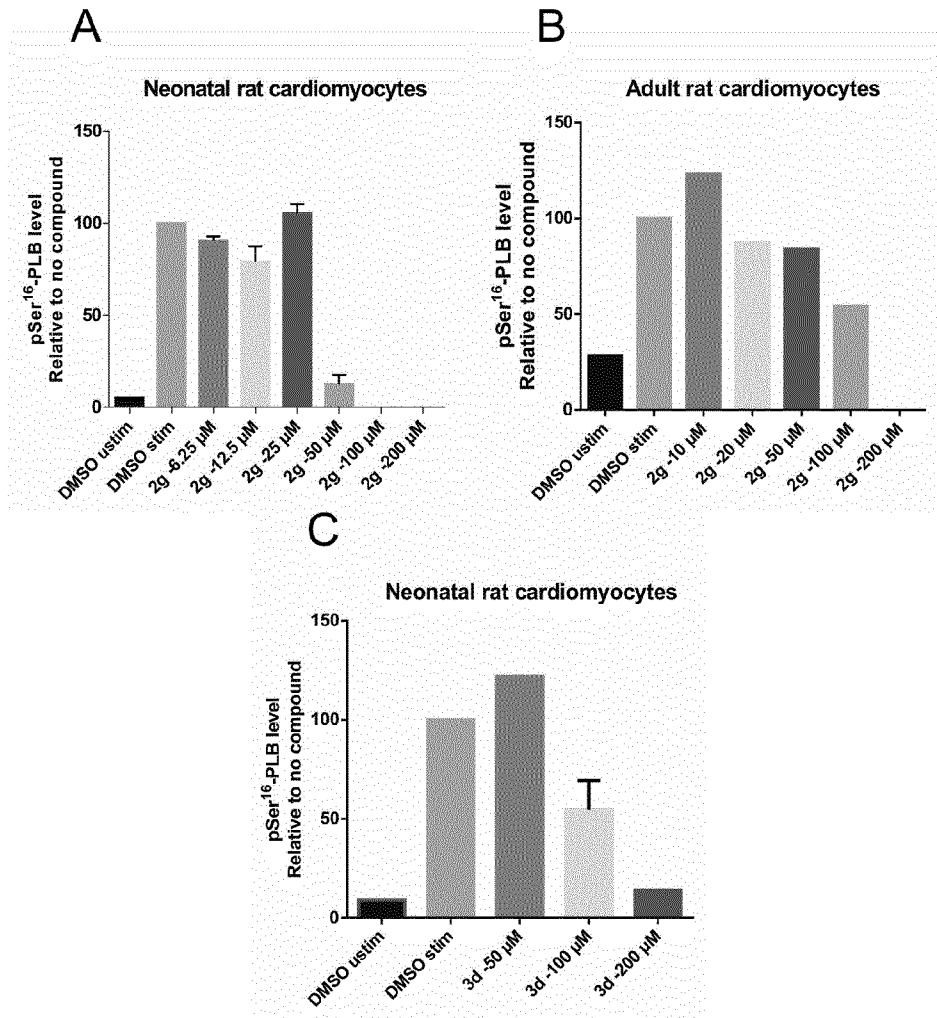 A
Neonatal rat cardiomyocytes
pSer16-PLB level
Relative to no compound
150
100
50
0
DMSO ustim
DMSO stim
2g -6.25 µM
2g -12.5 µM
2g -25 µM
2g -50 µM
2g -100 µM
2g -200 µM
B
Adult rat cardiomyocytes
pSer16-PLB level
Relative to no compound
150
100
50
0
DMSO ustim
DMSO stim
2g -10 µM
2g -20 µM
2g -50 µM
2g -100 µM
2g -200 µM
C
Neonatal rat cardiomyocytes
pSer16-PLB level
Relative to no compound
150
100
50
0
DMSO ustim
DMSO stim
3d -50 µM
3d -100 µM
3d -200 µM